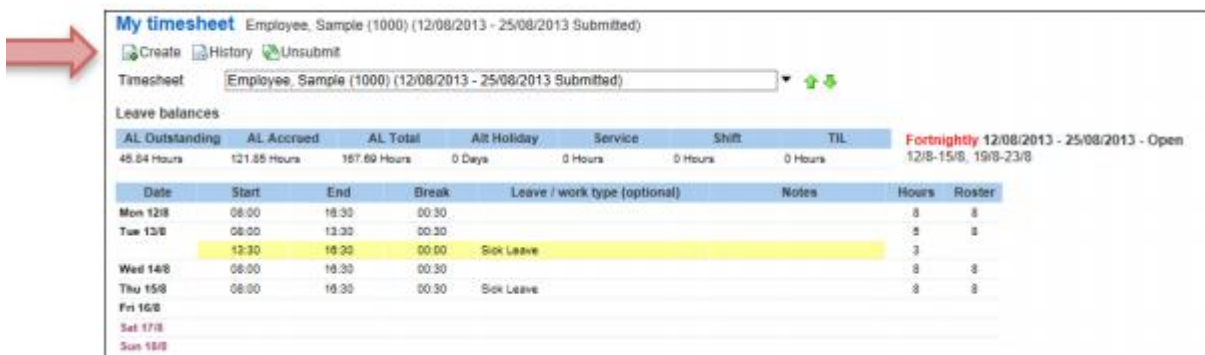 My timesheet Employee, Sample (1000) (12/08/2013 - 25/08/2013 Submitted)
Create History Unsubmit
Timesheet Employee, Sample (1000) (12/08/2013 - 25/08/2013 Submitted)
Leave balances
AL Outstanding AL Accrued AL Total Alt Holiday Service Shift TIL Fortnightly 12/08/2013 - 25/08/2013 - Open
45.84 Hours 121.85 Hours 167.69 Hours 0 Days 0 Hours 0 Hours 0 Hours 12/8-15/8, 19/8-23/8
Date Start End Break Leave / work type (optional) Notes Hours Roster
Mon 12/8 08:00 16:30 00:30 8 8
Tue 13/8 08:00 13:30 00:30 5 8
13:30 16:30 00:00 Sick Leave 3
Wed 14/8 08:00 16:30 00:30 8 8
Thu 15/8 08:00 16:30 00:30 Sick Leave 8 8
Fri 16/8
Sat 17/8
Sun 18/8